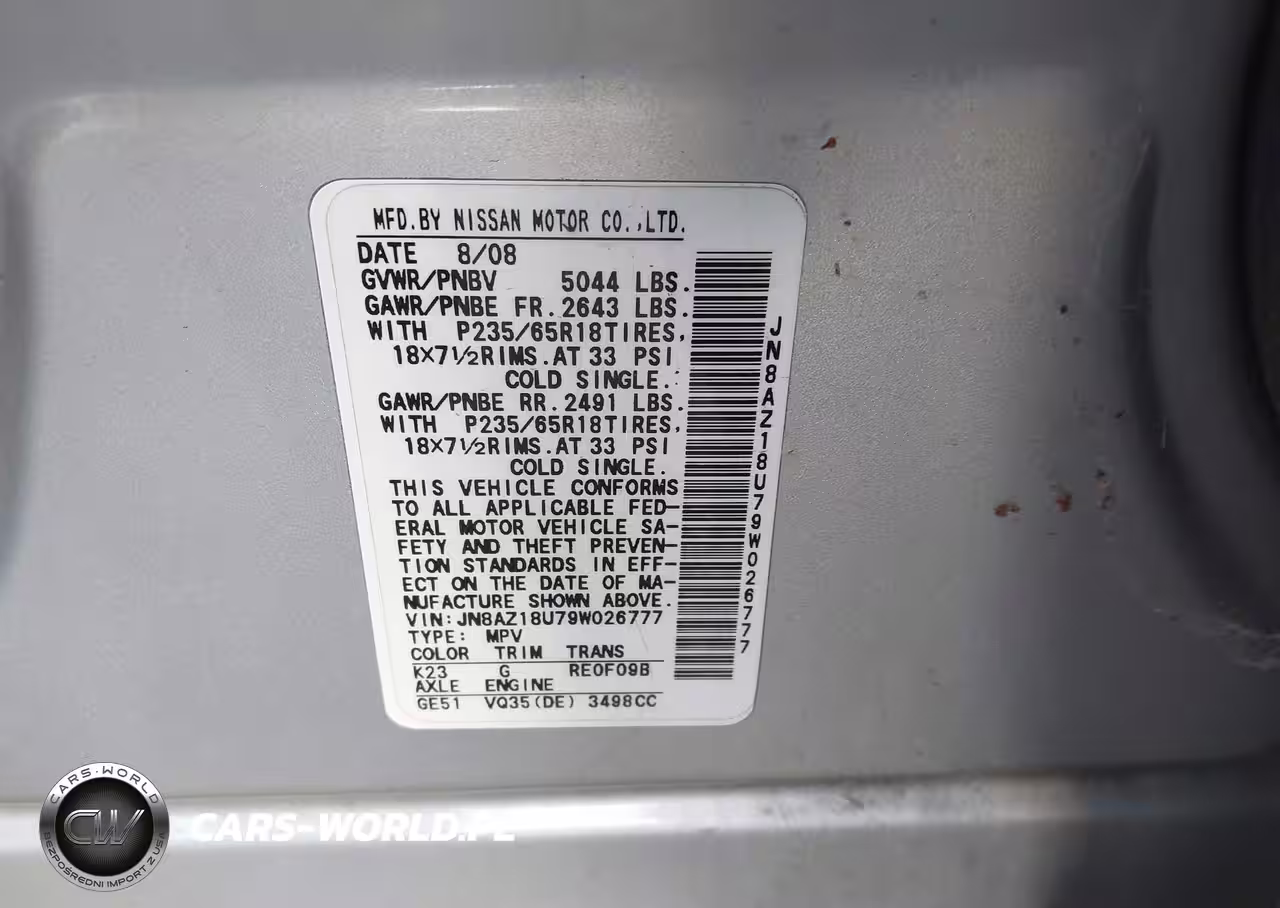 MFD.BY NISSAN MOTOR CO.,LTD.
DATE 8/08
GVWR/PNBV 5044 LBS.
GAWR/PNBE FR.2643 LBS.
WITH P235/65R18TIRES,
18×7½RIMS.AT 33 PSI
COLD SINGLE.
GAWR/PNBE RR.2491 LBS.
WITH P235/65R18TIRES,
18×7½RIMS.AT 33 PSI
COLD SINGLE.
THIS VEHICLE CONFORMS
TO ALL APPLICABLE FED-
ERAL MOTOR VEHICLE SA-
FETY AND THEFT PREVEN-
TION STANDARDS IN EFF-
ECT ON THE DATE OF MA-
NUFACTURE SHOWN ABOVE.
VIN:JN8AZ18U79W026777
TYPE: MPV
COLOR TRIM TRANS
K23 G RE0F09B
AXLE ENGINE
GE51 VQ35(DE) 3498CC
JN8AZ18U79W026777
CARS-WORLD
CW
BEZPOŚREDNI IMPORT Z USA
CARS-WORLD.PL